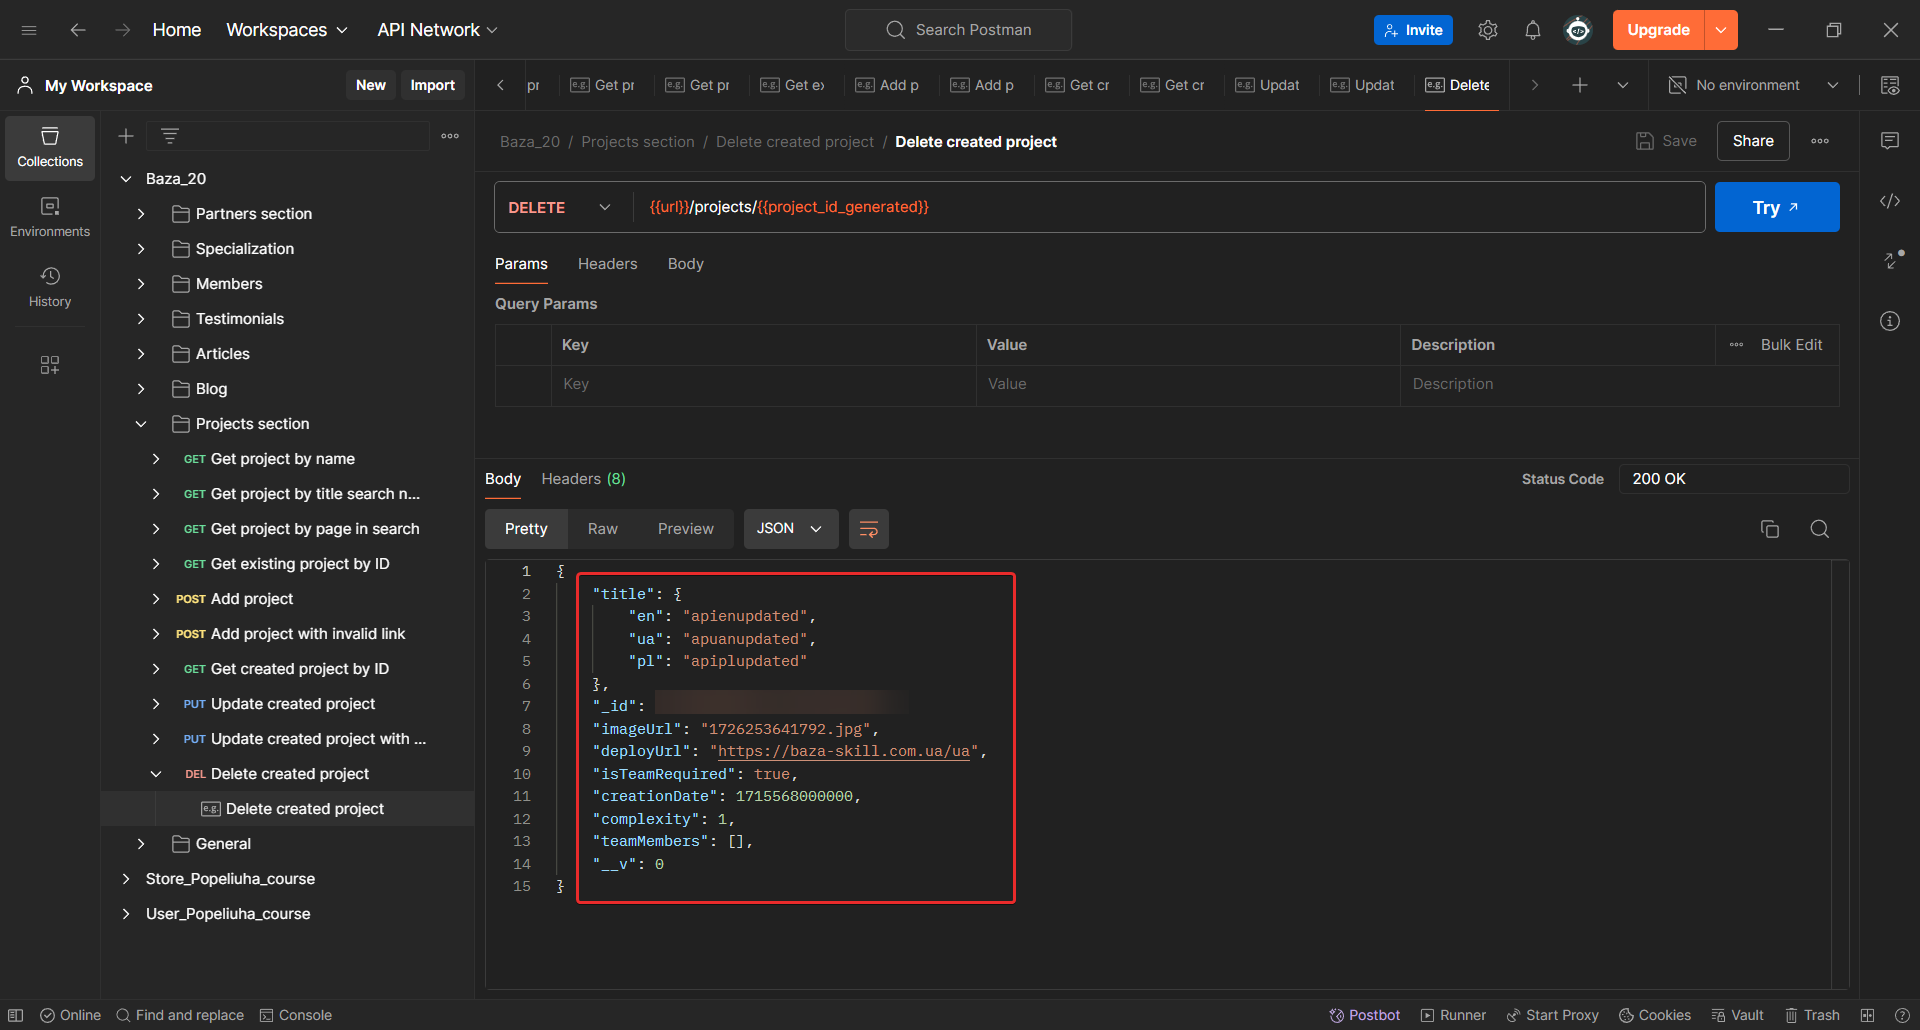 Home Workspaces API Network Search Postman Invite Upgrade
My Workspace New Import pr e.g. Get pr e.g. Get pr e.g. Get ex e.g. Add p e.g. Add p e.g. Get cr e.g. Get cr e.g. Updat e.g. Updat e.g. Delete No environment
Baza_20 / Projects section / Delete created project / Delete created project Save Share
Collections
Environments
History
Baza_20
Partners section
Specialization
Members
Testimonials
Articles
Blog
Projects section
GET Get project by name
GET Get project by title search n...
GET Get project by page in search
GET Get existing project by ID
POST Add project
POST Add project with invalid link
GET Get created project by ID
PUT Update created project
PUT Update created project with ...
DEL Delete created project
e.g. Delete created project
General
Store_Popeliuha_course
User_Popeliuha_course
DELETE {{url}}/projects/{{project_id_generated}} Try
Params Headers Body
Query Params
Key Value Description Bulk Edit
Key Value Description
Body Headers (8) Status Code 200 OK
Pretty Raw Preview JSON
1 {
2 "title": {
3 "en": "apienupdated",
4 "ua": "apuanupdated",
5 "pl": "apiplupdated"
6 },
7 "_id":
8 "imageUrl": "1726253641792.jpg",
9 "deployUrl": "https://baza-skill.com.ua/ua",
10 "isTeamRequired": true,
11 "creationDate": 1715568000000,
12 "complexity": 1,
13 "teamMembers": [],
14 "__v": 0
15 }
Online Find and replace Console Postbot Runner Start Proxy Cookies Vault Trash